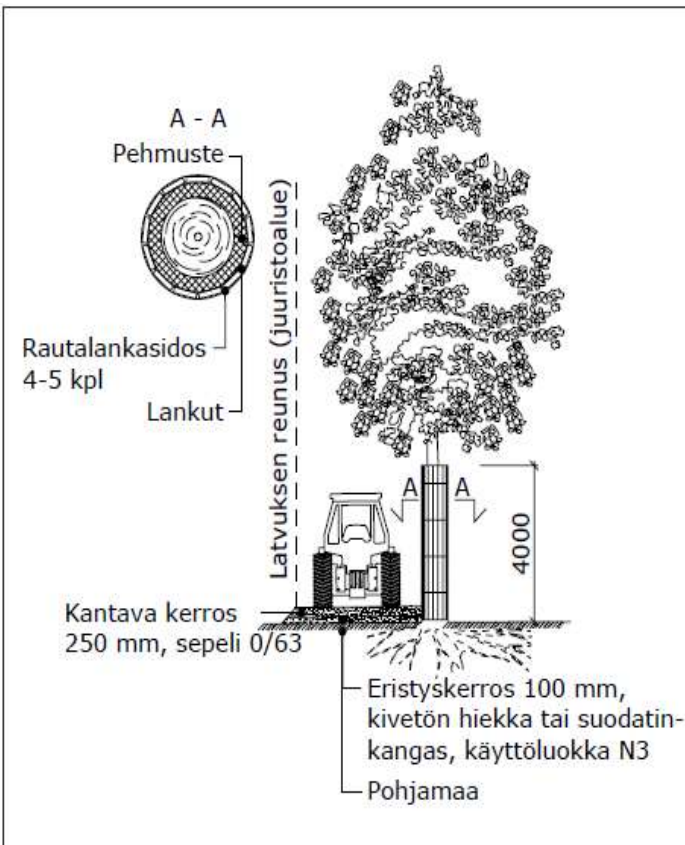 A - A
Pehmuste
Rautalankasidos
4-5 kpl
Lankut
Latvuksen reunus (juuristoalue)
A
A
4000
Kantava kerros
250 mm, sepeli 0/63
Eristyskerros 100 mm,
kivetön hiekka tai suodatin-
kangas, käyttöluokka N3
Pohjamaa